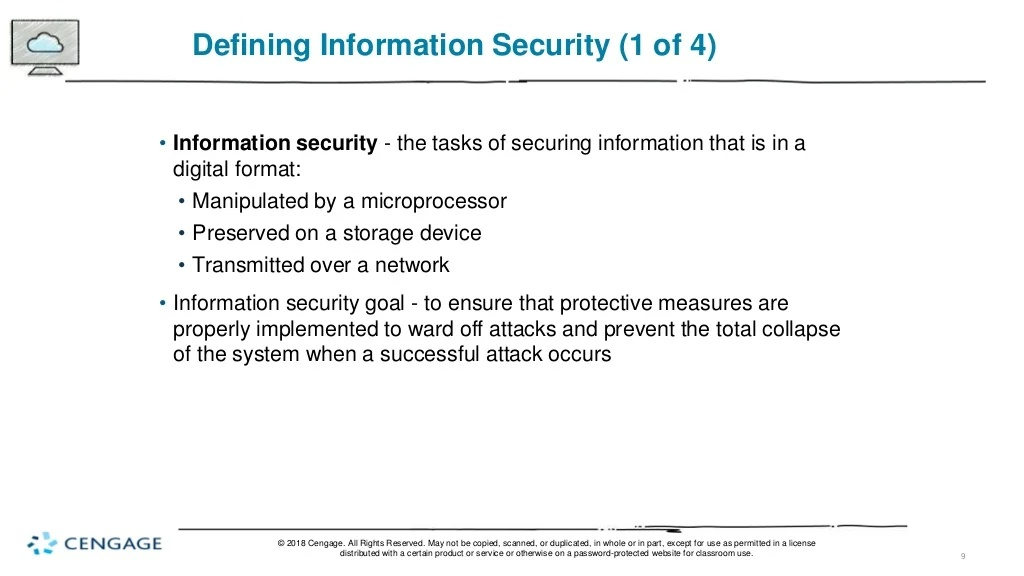 Defining Information Security (1 of 4)
• Information security - the tasks of securing information that is in a
digital format:
• Manipulated by a microprocessor
• Preserved on a storage device
• Transmitted over a network
• Information security goal - to ensure that protective measures are
properly implemented to ward off attacks and prevent the total collapse
of the system when a successful attack occurs
CENGAGE
© 2018 Cengage. All Rights Reserved. May not be copied, scanned, or duplicated, in whole or in part, except for use as permitted in a license
distributed with a certain product or service or otherwise on a password-protected website for classroom use.
9